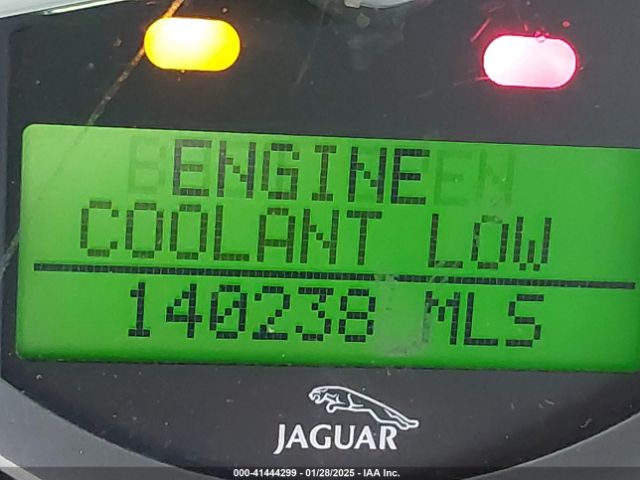 ENGINE
COOLANT LOW
140238 MLS
JAGUAR
000-41444299 - 01/28/2025 - IAA Inc.